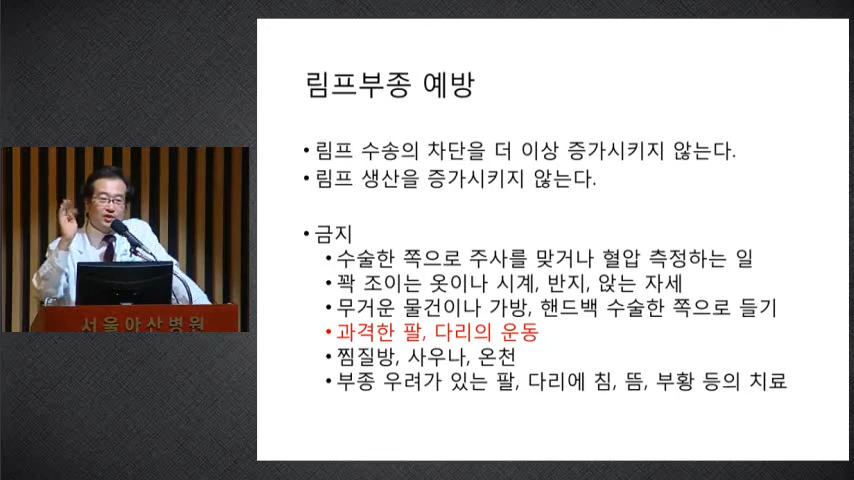 림프부종 예방
• 림프 수송의 차단을 더 이상 증가시키지 않는다.
• 림프 생산을 증가시키지 않는다.
• 금지
• 수술한 쪽으로 주사를 맞거나 혈압 측정하는 일
• 꽉 조이는 옷이나 시계, 반지, 앉는 자세
• 무거운 물건이나 가방, 핸드백 수술한 쪽으로 들기
• 과격한 팔, 다리의 운동
• 찜질방, 사우나, 온천
• 부종 우려가 있는 팔, 다리에 침, 뜸, 부황 등의 치료
서울아산병원